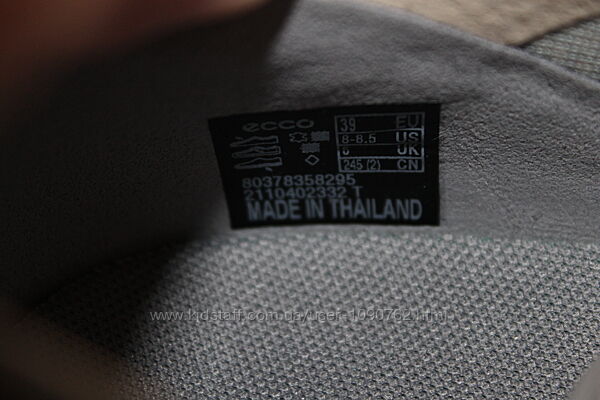 ecco
39 EU
8-8.5 US
UK
245 (2) CN
80378358295
2110402332 T
MADE IN THAILAND
www.kidstaff.com.ua/user-1090762.html